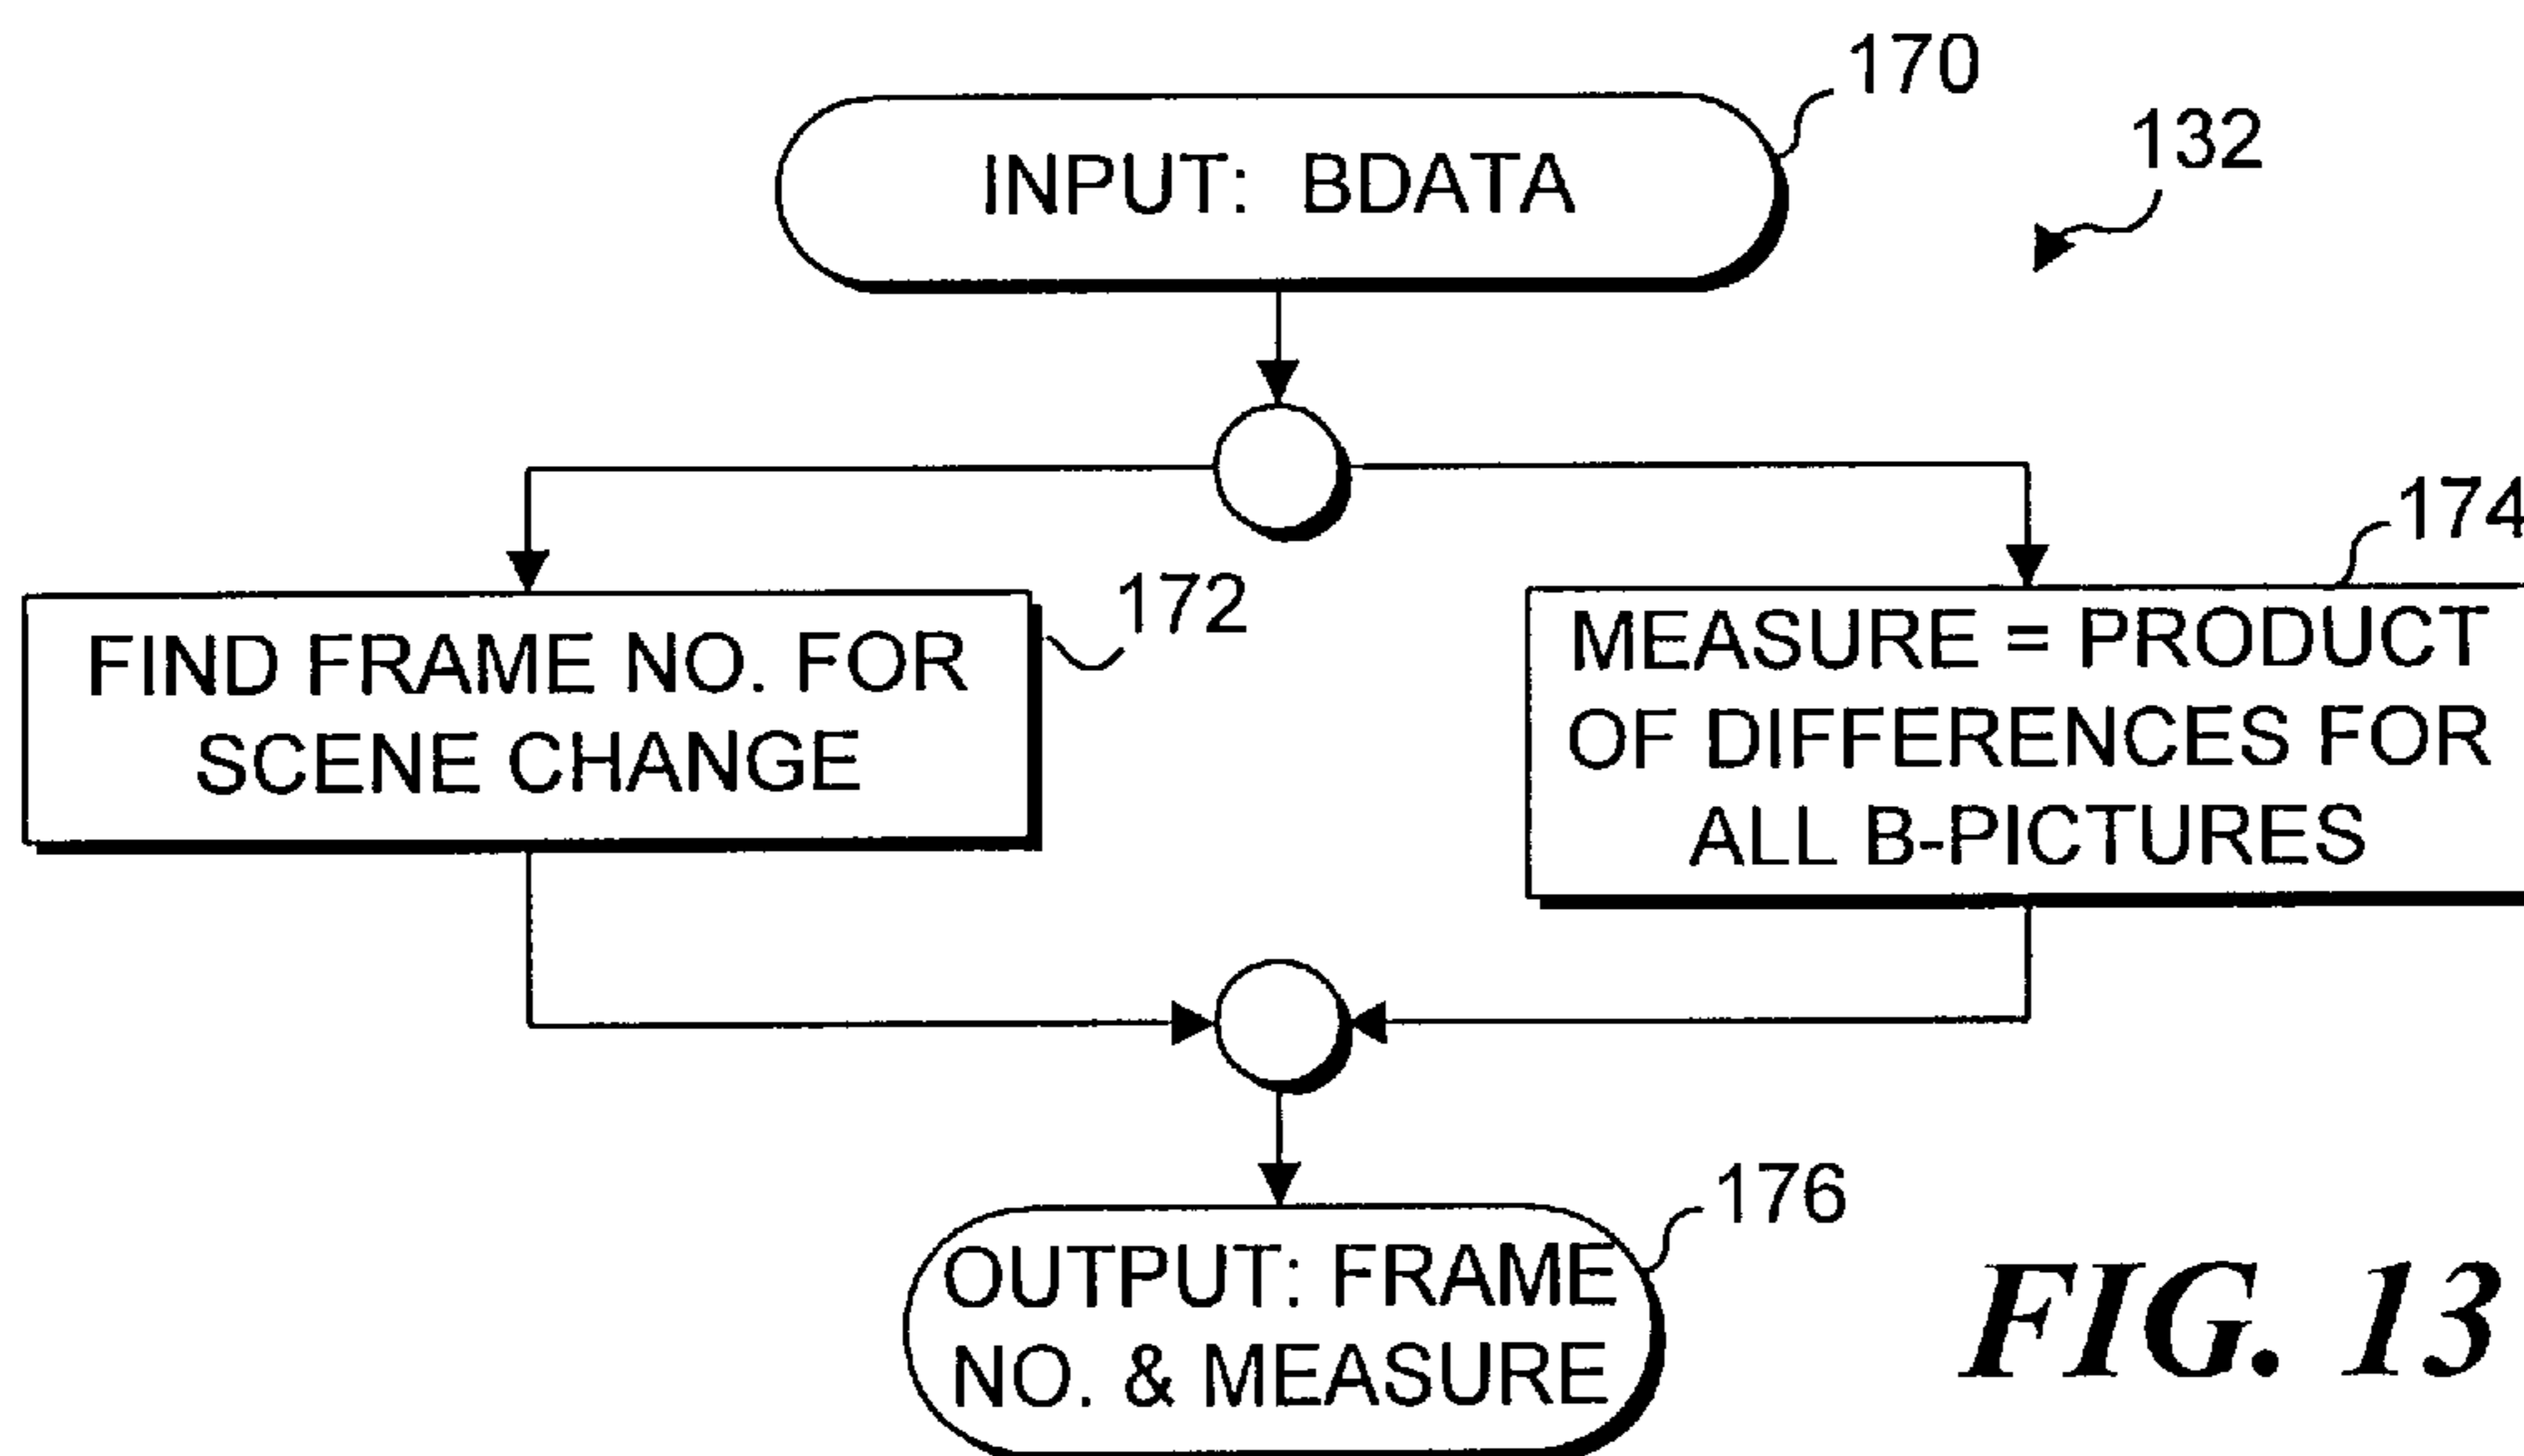 170
INPUT: BDATA
132
174
172
FIND FRAME NO. FOR
SCENE CHANGE
MEASURE = PRODUCT
OF DIFFERENCES FOR
ALL B-PICTURES
176
OUTPUT: FRAME
NO. & MEASURE
FIG. 13